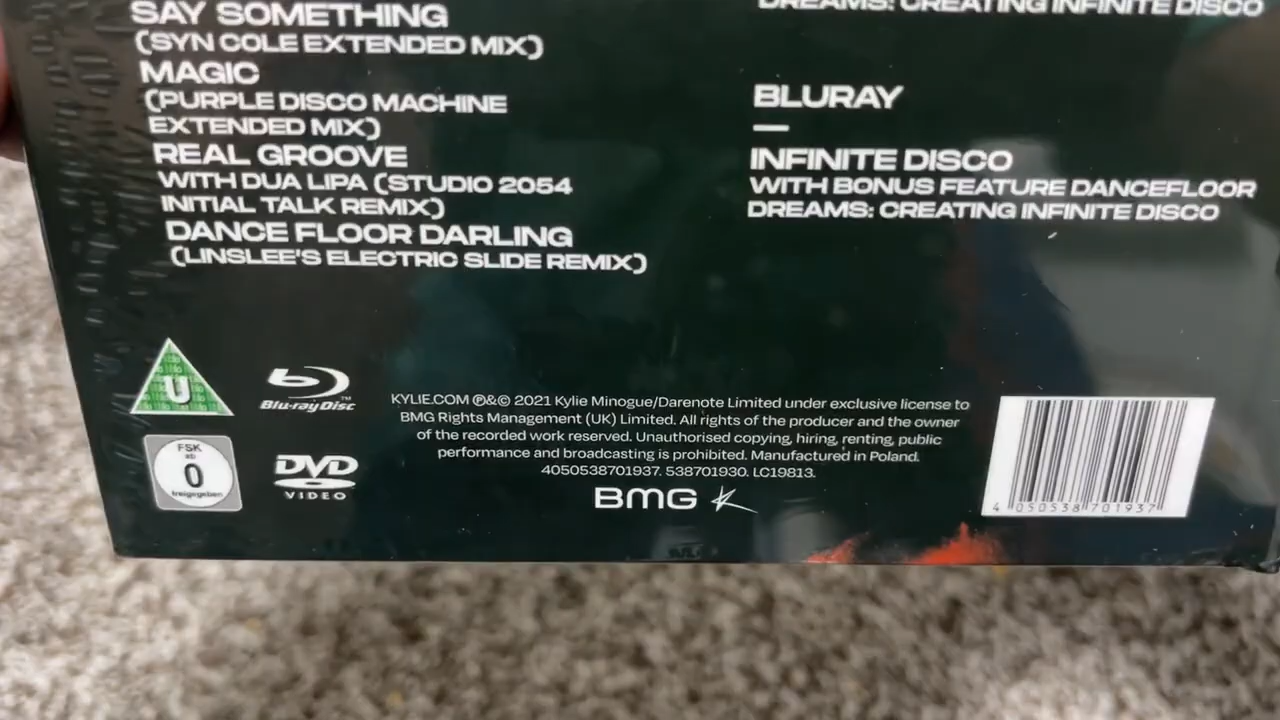 SAY SOMETHING
(SYN COLE EXTENDED MIX)
MAGIC
(PURPLE DISCO MACHINE
EXTENDED MIX)
REAL GROOVE
WITH DUA LIPA (STUDIO 2054
INITIAL TALK REMIX)
DANCE FLOOR DARLING
(LINSLEE'S ELECTRIC SLIDE REMIX)
DREAMS: CREATING INFINITE DISCO
BLURAY
INFINITE DISCO
WITH BONUS FEATURE DANCEFLOOR
DREAMS: CREATING INFINITE DISCO
U
Blu-ray Disc™
FSK
ab
0
freigegeben
DVD
VIDEO
KYLIE.COM ℗&© 2021 Kylie Minogue/Darenote Limited under exclusive license to
BMG Rights Management (UK) Limited. All rights of the producer and the owner
of the recorded work reserved. Unauthorised copying, hiring, renting, public
performance and broadcasting is prohibited. Manufactured in Poland.
4050538701937. 538701930. LC19813.
BMG K
4 050538 701937